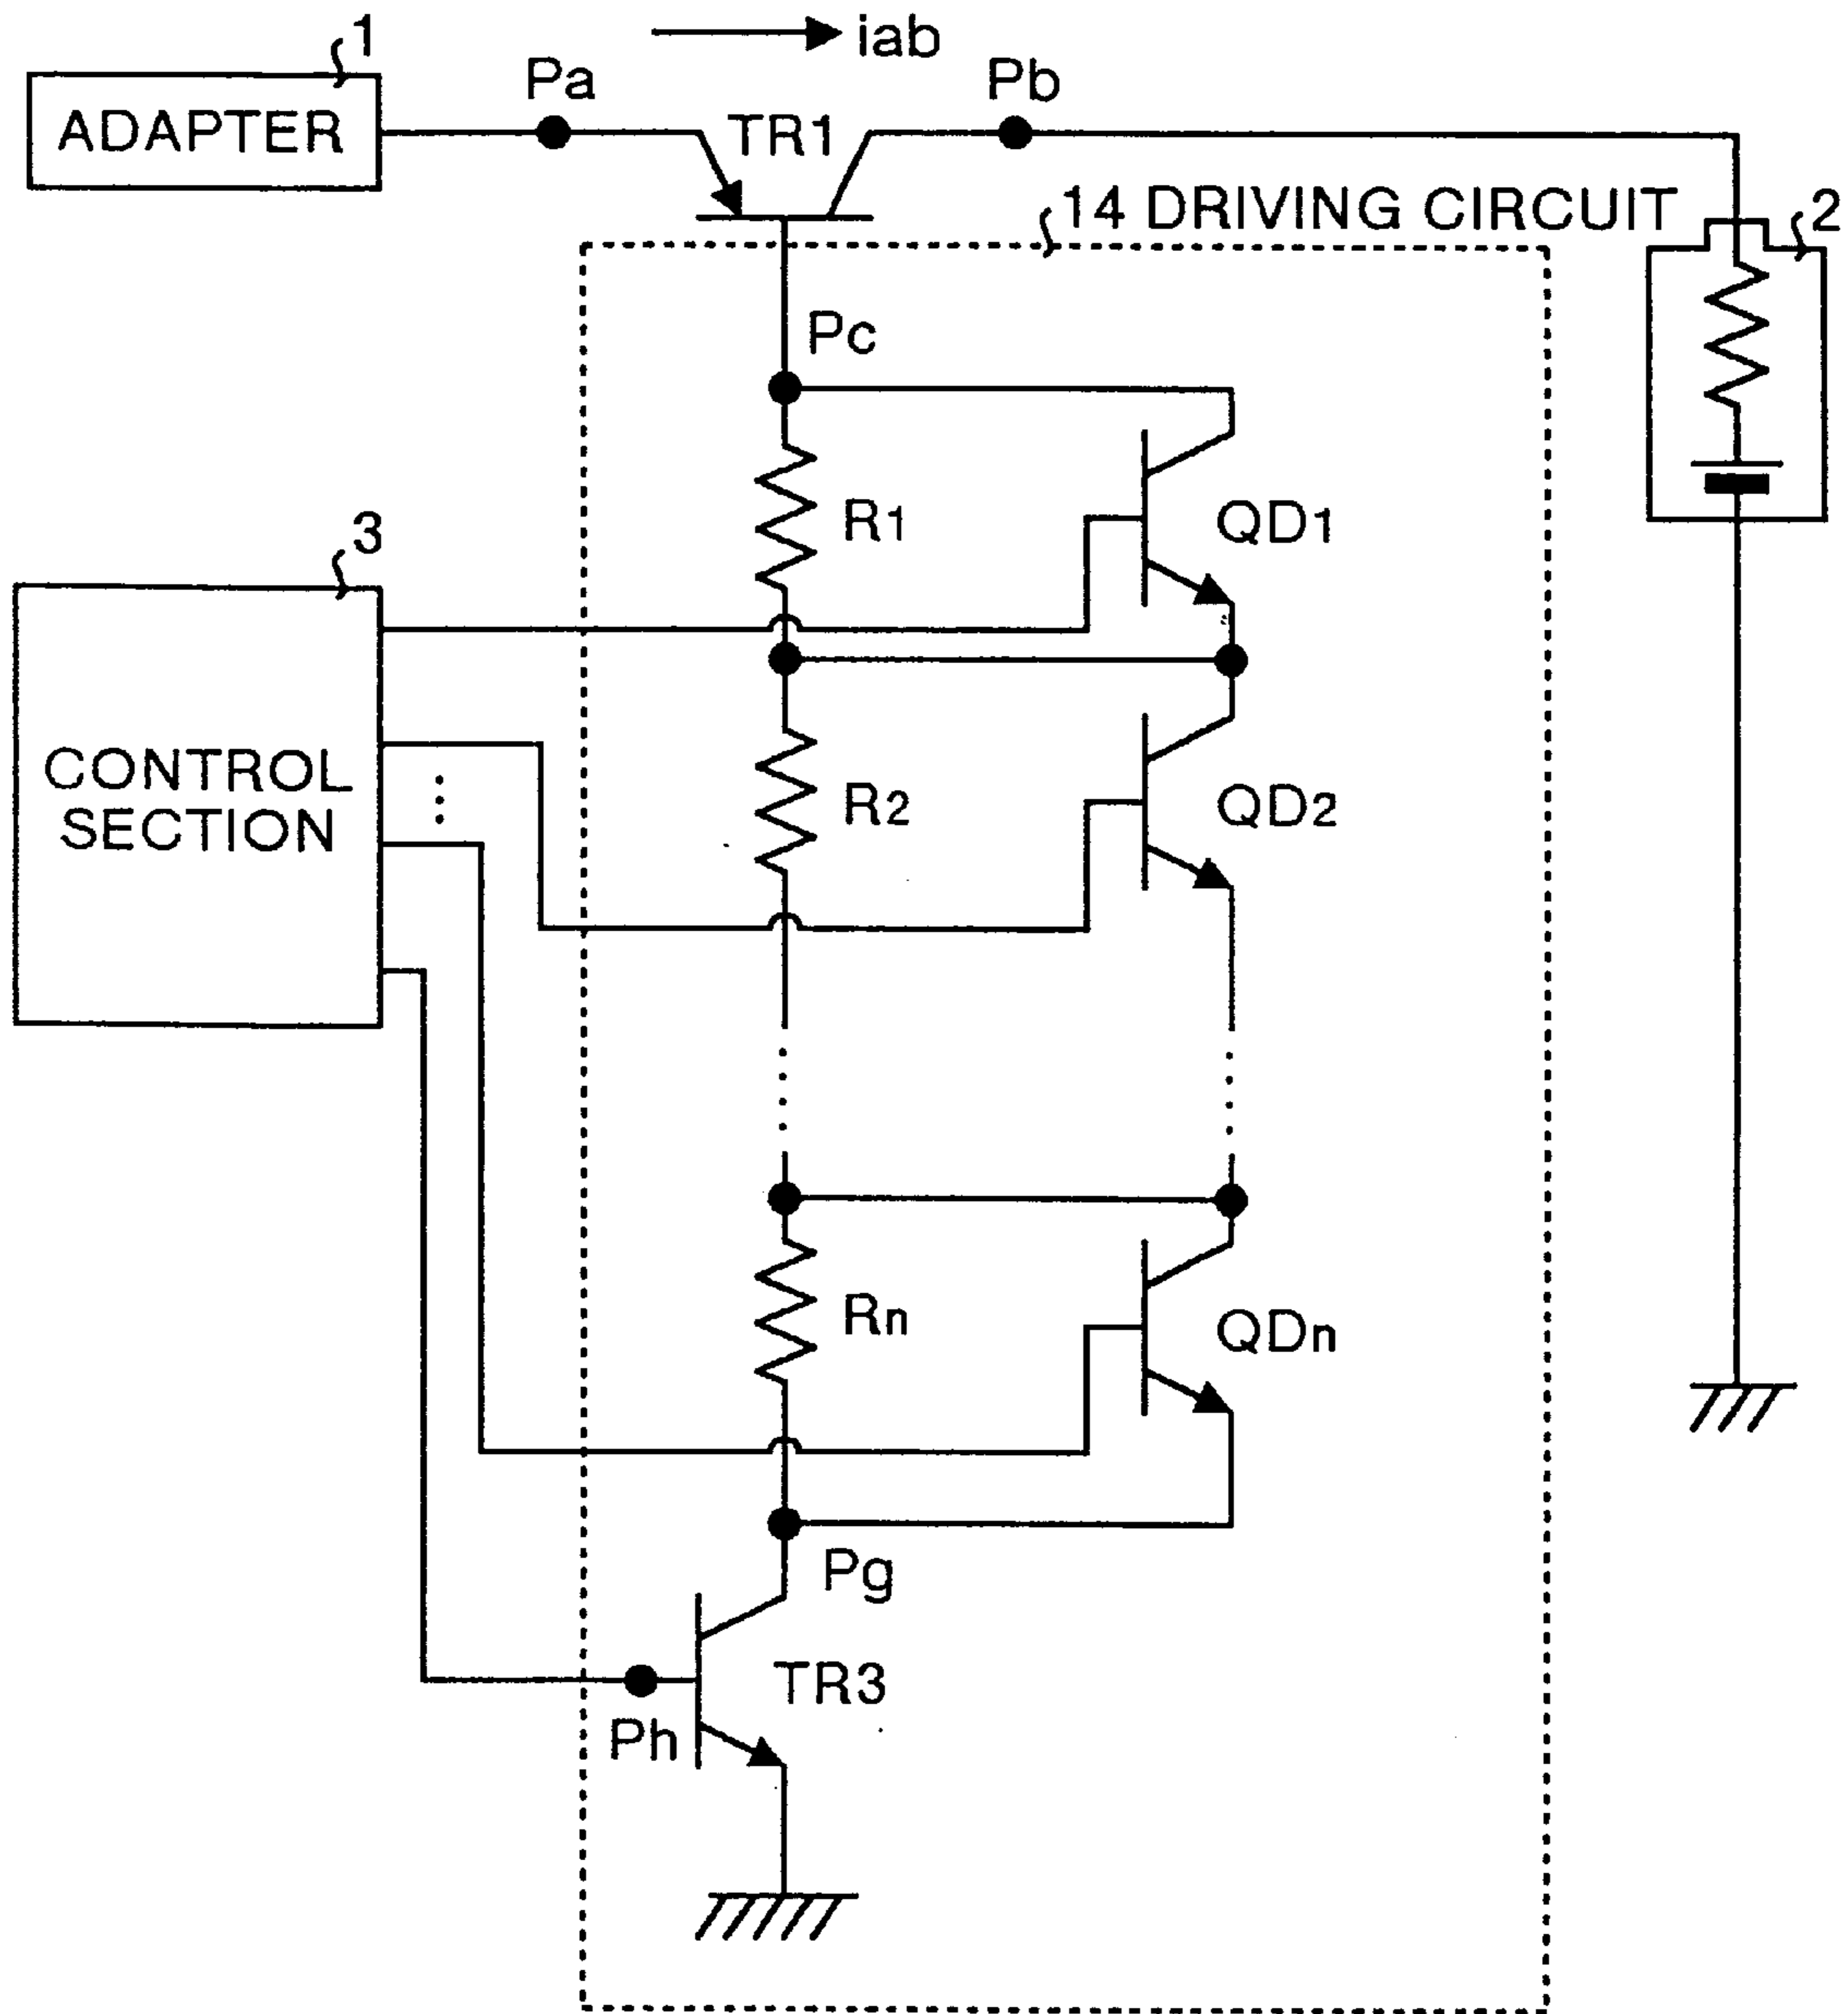 1
iab
Pa
Pb
ADAPTER
TR1
14 DRIVING CIRCUIT
2
Pc
R1
QD1
3
CONTROL
SECTION
R2
QD2
Rn
QDn
Pg
TR3
Ph